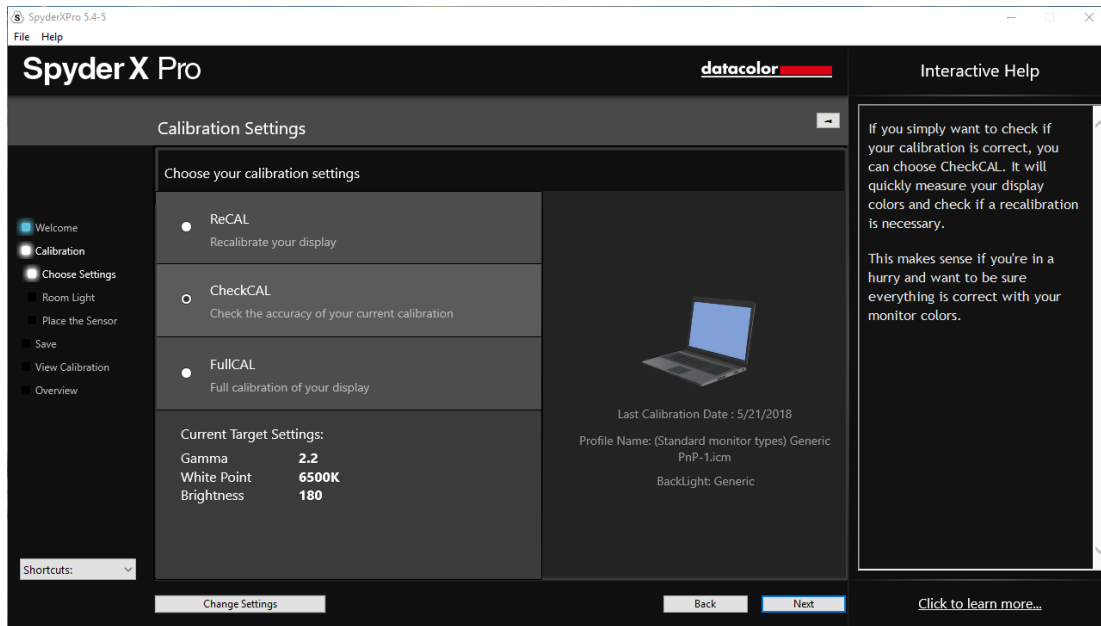 SpyderXPro 5.4-5
File Help
Spyder X Pro
datacolor
Interactive Help
Calibration Settings
Choose your calibration settings
Welcome
Calibration
Choose Settings
Room Light
Place the Sensor
Save
View Calibration
Overview
Shortcuts:
ReCAL
Recalibrate your display
CheckCAL
Check the accuracy of your current calibration
FullCAL
Full calibration of your display
Current Target Settings:
Gamma 2.2
White Point 6500K
Brightness 180
Last Calibration Date : 5/21/2018
Profile Name: (Standard monitor types) Generic
PnP-1.icm
BackLight: Generic
If you simply want to check if
your calibration is correct, you
can choose CheckCAL. It will
quickly measure your display
colors and check if a recalibration
is necessary.
This makes sense if you're in a
hurry and want to be sure
everything is correct with your
monitor colors.
Change Settings
Back
Next
Click to learn more...